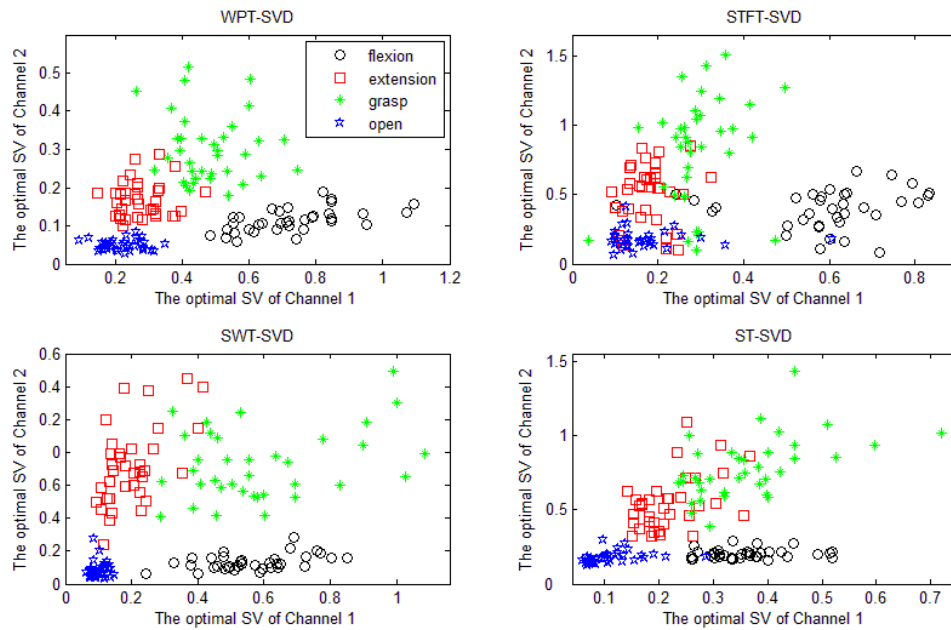 WPT-SVD
The optimal SV of Channel 2
0.5
0.4
0.3
0.2
0.1
0
0.2
0.4
0.6
0.8
1
1.2
The optimal SV of Channel 1
flexion
extension
grasp
open
STFT-SVD
The optimal SV of Channel 2
1.5
1
0.5
0
0
0.2
0.4
0.6
0.8
The optimal SV of Channel 1
SWT-SVD
The optimal SV of Channel 2
0.6
0.4
0.2
0
0.6
0.4
0.2
0
0
0.2
0.4
0.6
0.8
1
The optimal SV of Channel 1
ST-SVD
The optimal SV of Channel 2
1.5
1
0.5
0
0.1
0.2
0.3
0.4
0.5
0.6
0.7
The optimal SV of Channel 1